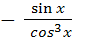 − sin x / cos³x